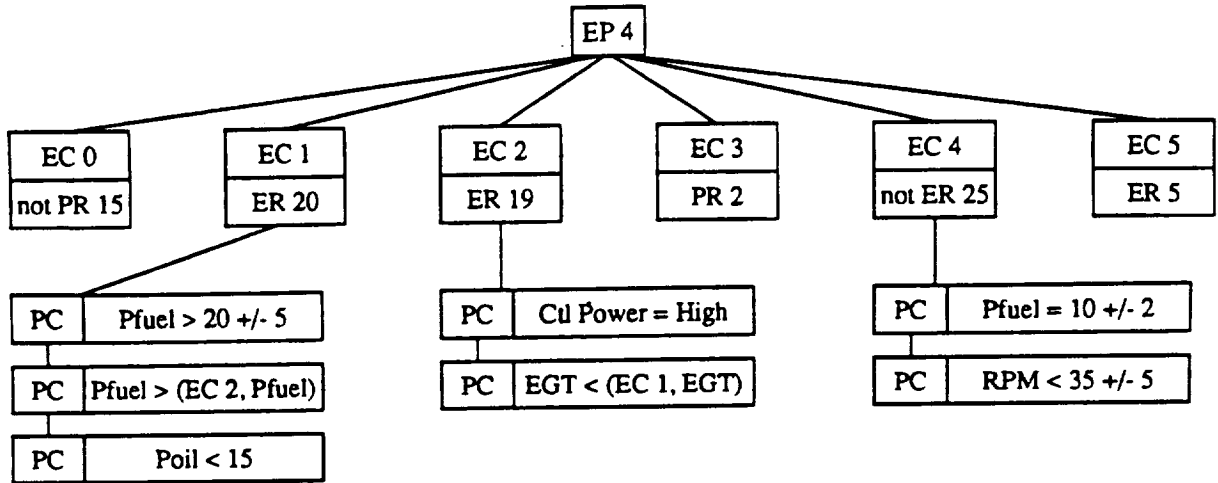 EP 4
EC 0
not PR 15
EC 1
ER 20
EC 2
ER 19
EC 3
PR 2
EC 4
not ER 25
EC 5
ER 5
PC Pfuel > 20 +/- 5
PC Pfuel > (EC 2, Pfuel)
PC Poil < 15
PC Ctl Power = High
PC EGT < (EC 1, EGT)
PC Pfuel = 10 +/- 2
PC RPM < 35 +/- 5